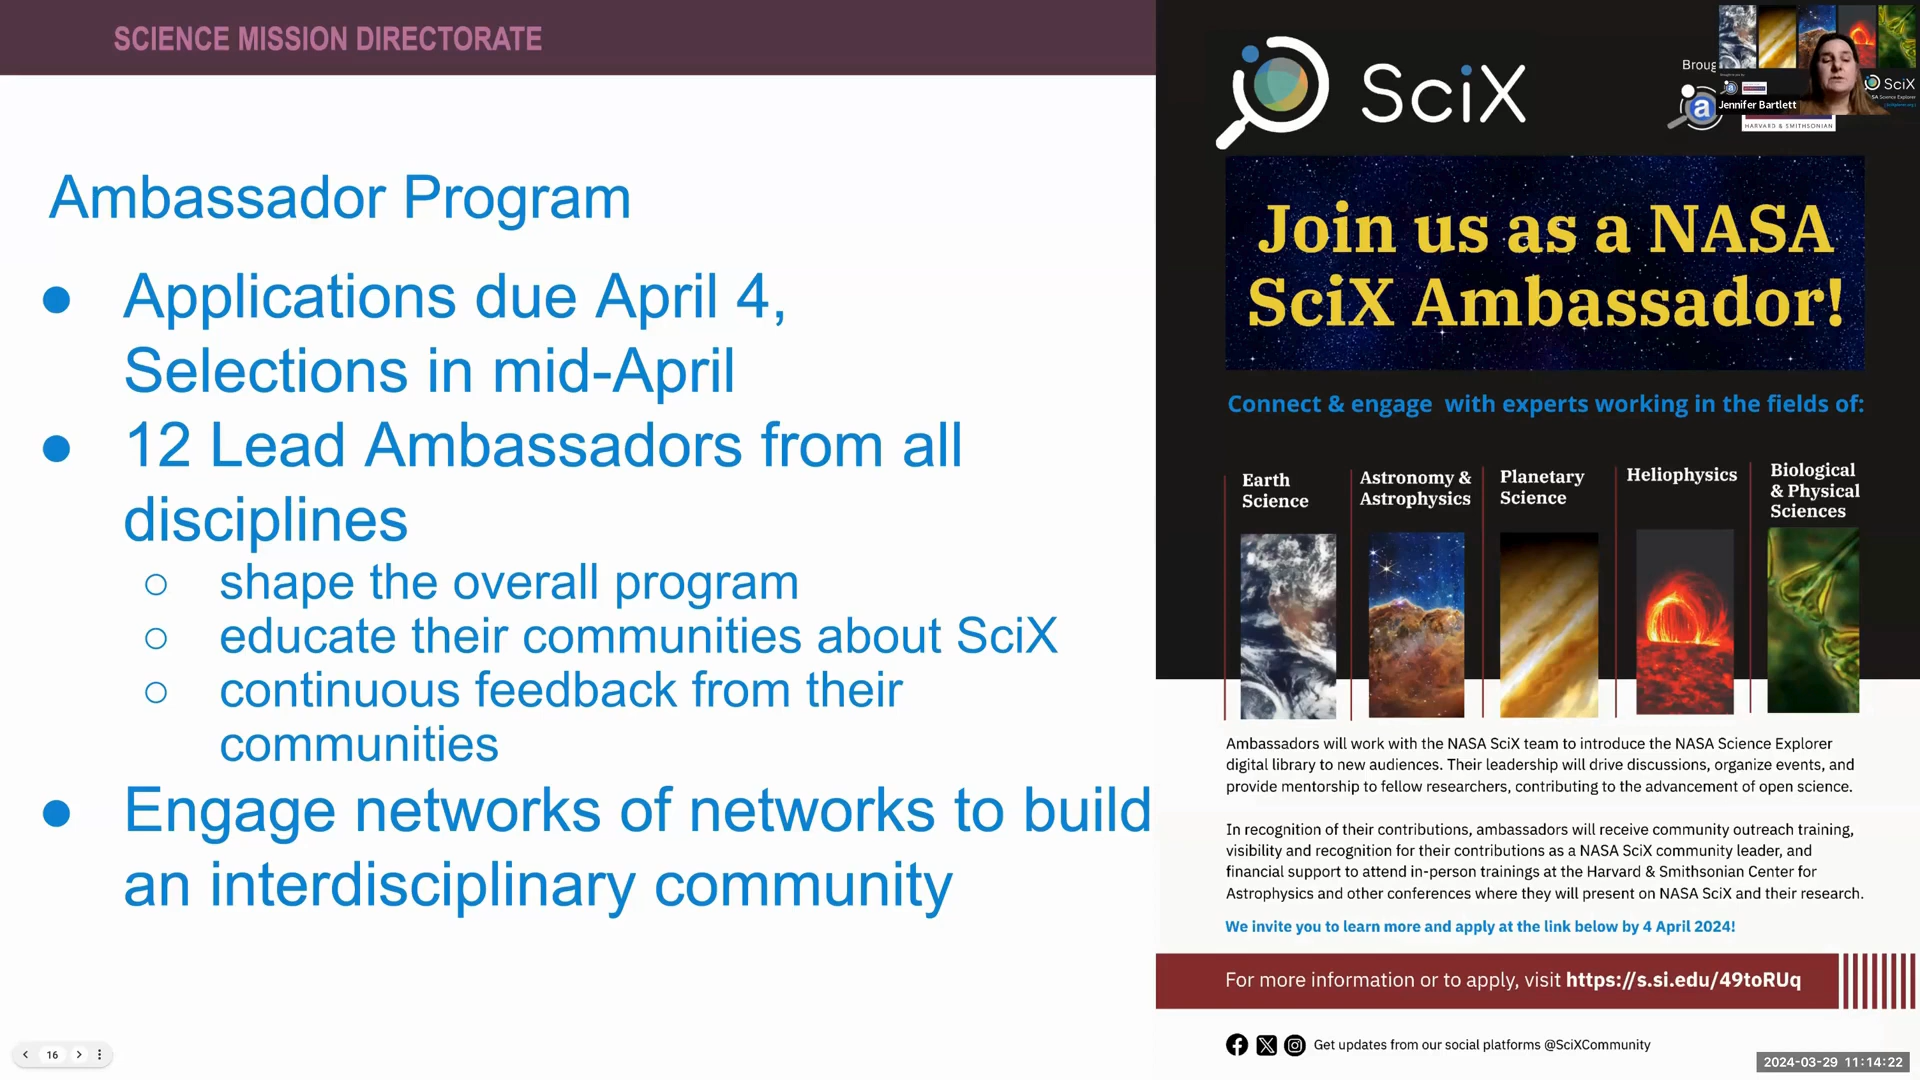 SCIENCE MISSION DIRECTORATE
Ambassador Program
● Applications due April 4,
Selections in mid-April
● 12 Lead Ambassadors from all
disciplines
○ shape the overall program
○ educate their communities about SciX
○ continuous feedback from their
communities
● Engage networks of networks to build
an interdisciplinary community
16
SciX
Broug
a
HARVARD & SMITHSONIAN
Jennifer Bartlett
SciX
Join us as a NASA
SciX Ambassador!
Connect & engage with experts working in the fields of:
Earth
Science
Astronomy &
Astrophysics
Planetary
Science
Heliophysics
Biological
& Physical
Sciences
Ambassadors will work with the NASA SciX team to introduce the NASA Science Explorer
digital library to new audiences. Their leadership will drive discussions, organize events, and
provide mentorship to fellow researchers, contributing to the advancement of open science.
In recognition of their contributions, ambassadors will receive community outreach training,
visibility and recognition for their contributions as a NASA SciX community leader, and
financial support to attend in-person trainings at the Harvard & Smithsonian Center for
Astrophysics and other conferences where they will present on NASA SciX and their research.
We invite you to learn more and apply at the link below by 4 April 2024!
For more information or to apply, visit https://s.si.edu/49toRUq
Get updates from our social platforms @SciXCommunity
2024-03-29 11:14:22